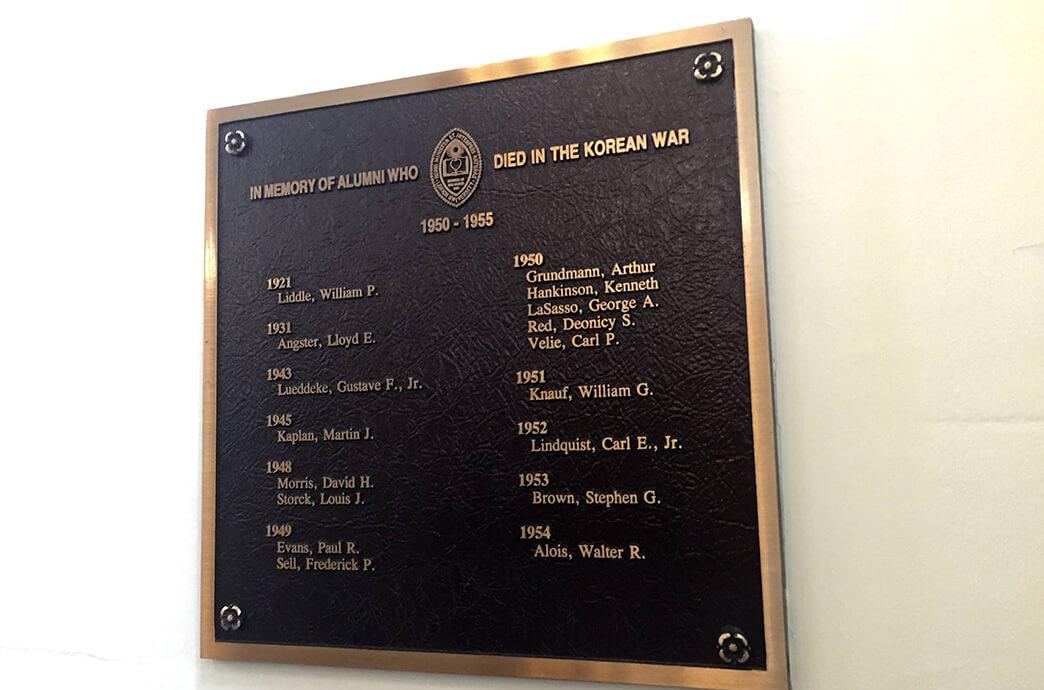 IN MEMORY OF ALUMNI WHO DIED IN THE KOREAN WAR
1950 - 1955
1921
Liddle, William P.
1931
Angster, Lloyd E.
1943
Lueddeke, Gustave F., Jr.
1945
Kaplan, Martin J.
1948
Morris, David H.
Storck, Louis J.
1949
Evans, Paul R.
Sell, Frederick P.
1950
Grundmann, Arthur
Hankinson, Kenneth
LaSasso, George A.
Red, Deonicy S.
Velie, Carl P.
1951
Knauf, William G.
1952
Lindquist, Carl E., Jr.
1953
Brown, Stephen G.
1954
Alois, Walter R.